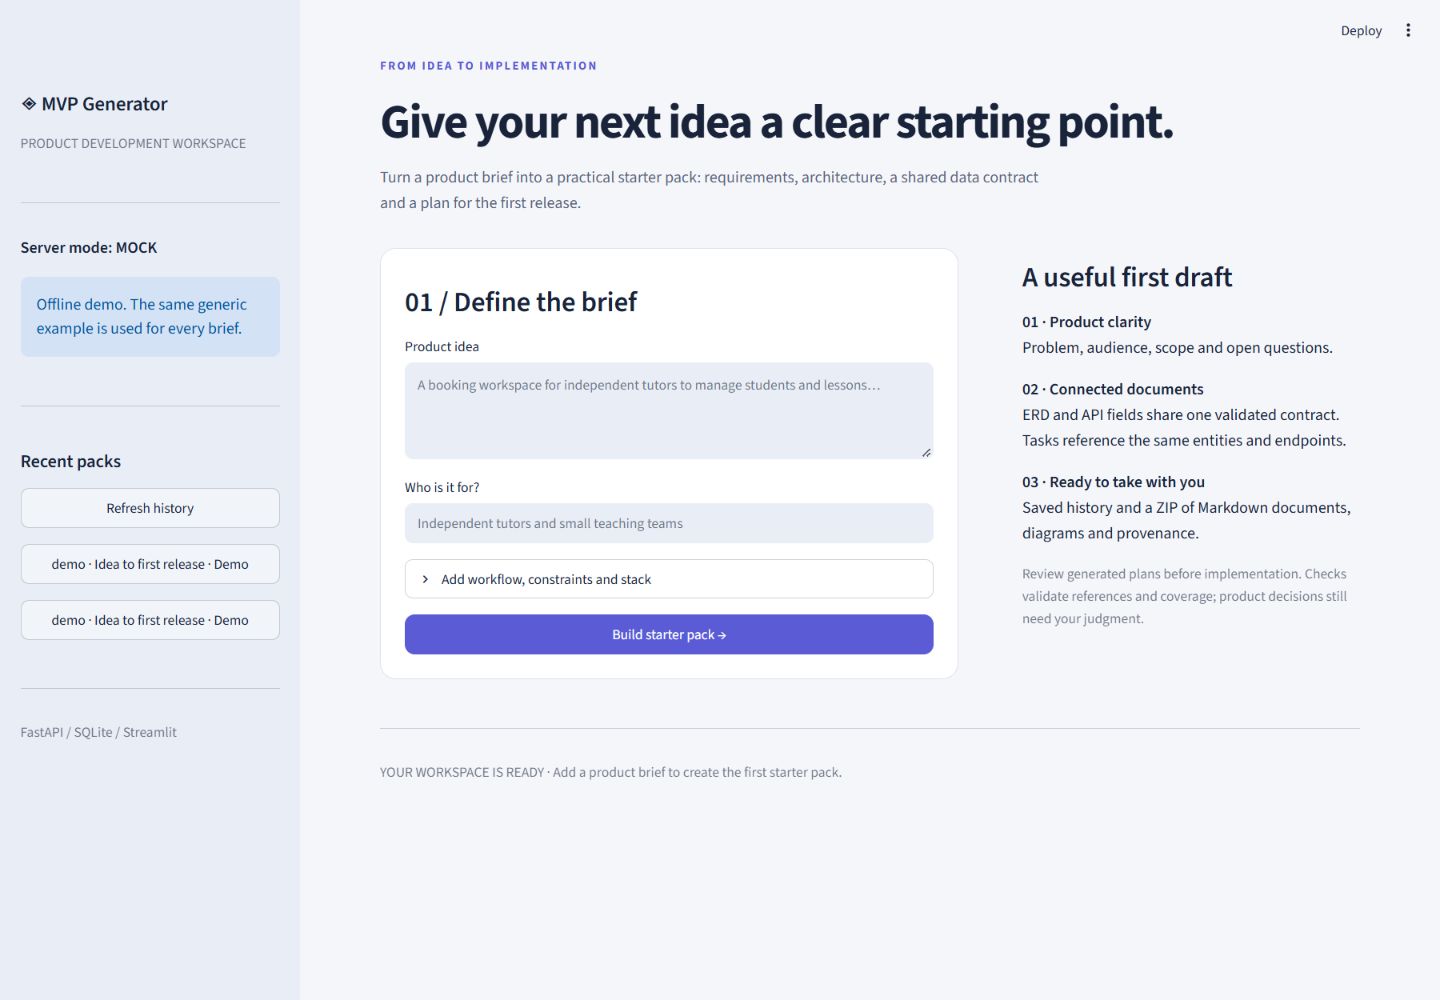 Deploy
◈ MVP Generator
PRODUCT DEVELOPMENT WORKSPACE
Server mode: MOCK
Offline demo. The same generic
example is used for every brief.
Recent packs
Refresh history
demo · Idea to first release · Demo
demo · Idea to first release · Demo
FastAPI / SQLite / Streamlit
FROM IDEA TO IMPLEMENTATION
Give your next idea a clear starting point.
Turn a product brief into a practical starter pack: requirements, architecture, a shared data contract
and a plan for the first release.
01 / Define the brief
Product idea
A booking workspace for independent tutors to manage students and lessons…
Who is it for?
Independent tutors and small teaching teams
Add workflow, constraints and stack
Build starter pack →
A useful first draft
01 · Product clarity
Problem, audience, scope and open questions.
02 · Connected documents
ERD and API fields share one validated contract.
Tasks reference the same entities and endpoints.
03 · Ready to take with you
Saved history and a ZIP of Markdown documents,
diagrams and provenance.
Review generated plans before implementation. Checks
validate references and coverage; product decisions still
need your judgment.
YOUR WORKSPACE IS READY · Add a product brief to create the first starter pack.